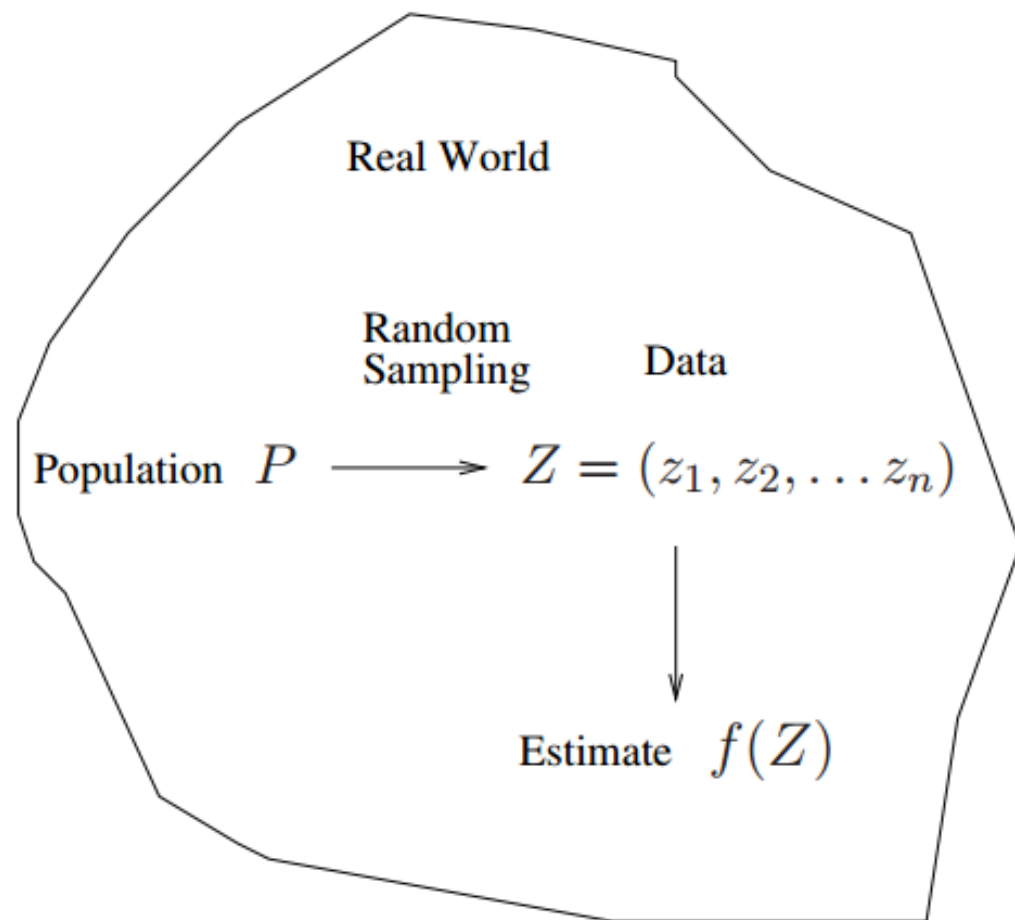 Real World
Random
Sampling
Data
Population P
Z = (z₁, z₂, . . . zₙ)
Estimate f(Z)